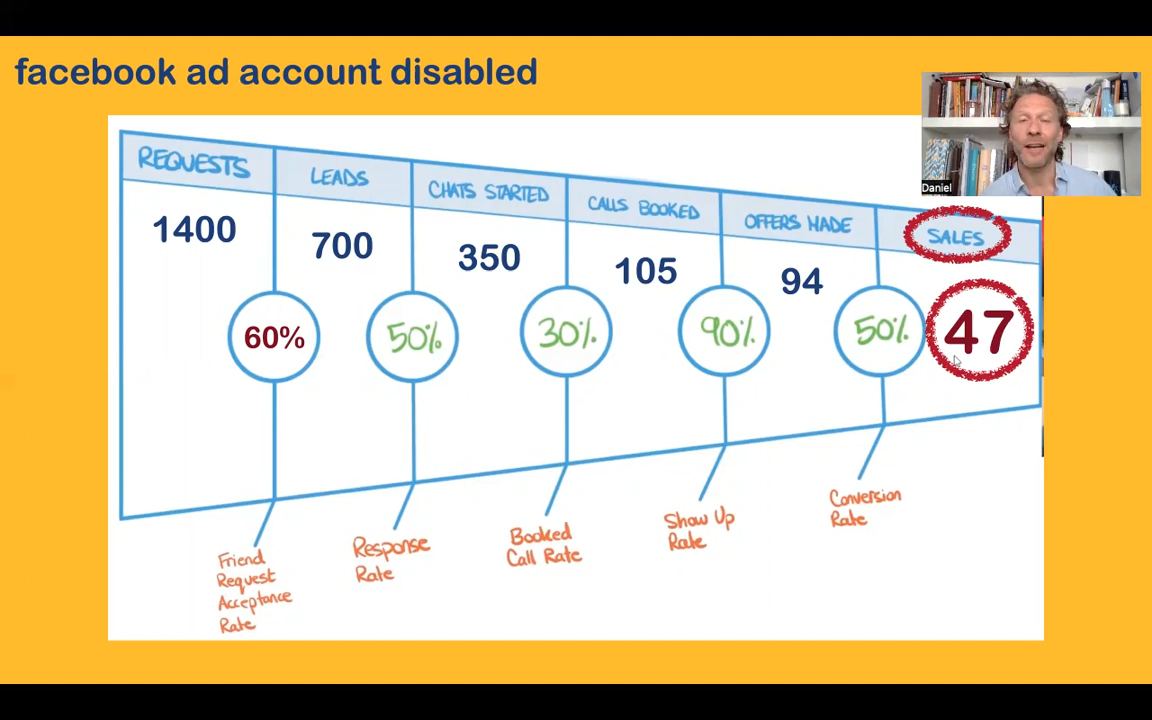 facebook ad account disabled
Daniel
REQUESTS
LEADS
CHATS STARTED
CALLS BOOKED
OFFERS MADE
SALES
1400
700
350
105
94
47
60%
50%
30%
90%
50%
Friend
Request
Acceptance
Rate
Response
Rate
Booked
Call Rate
Show Up
Rate
Conversion
Rate